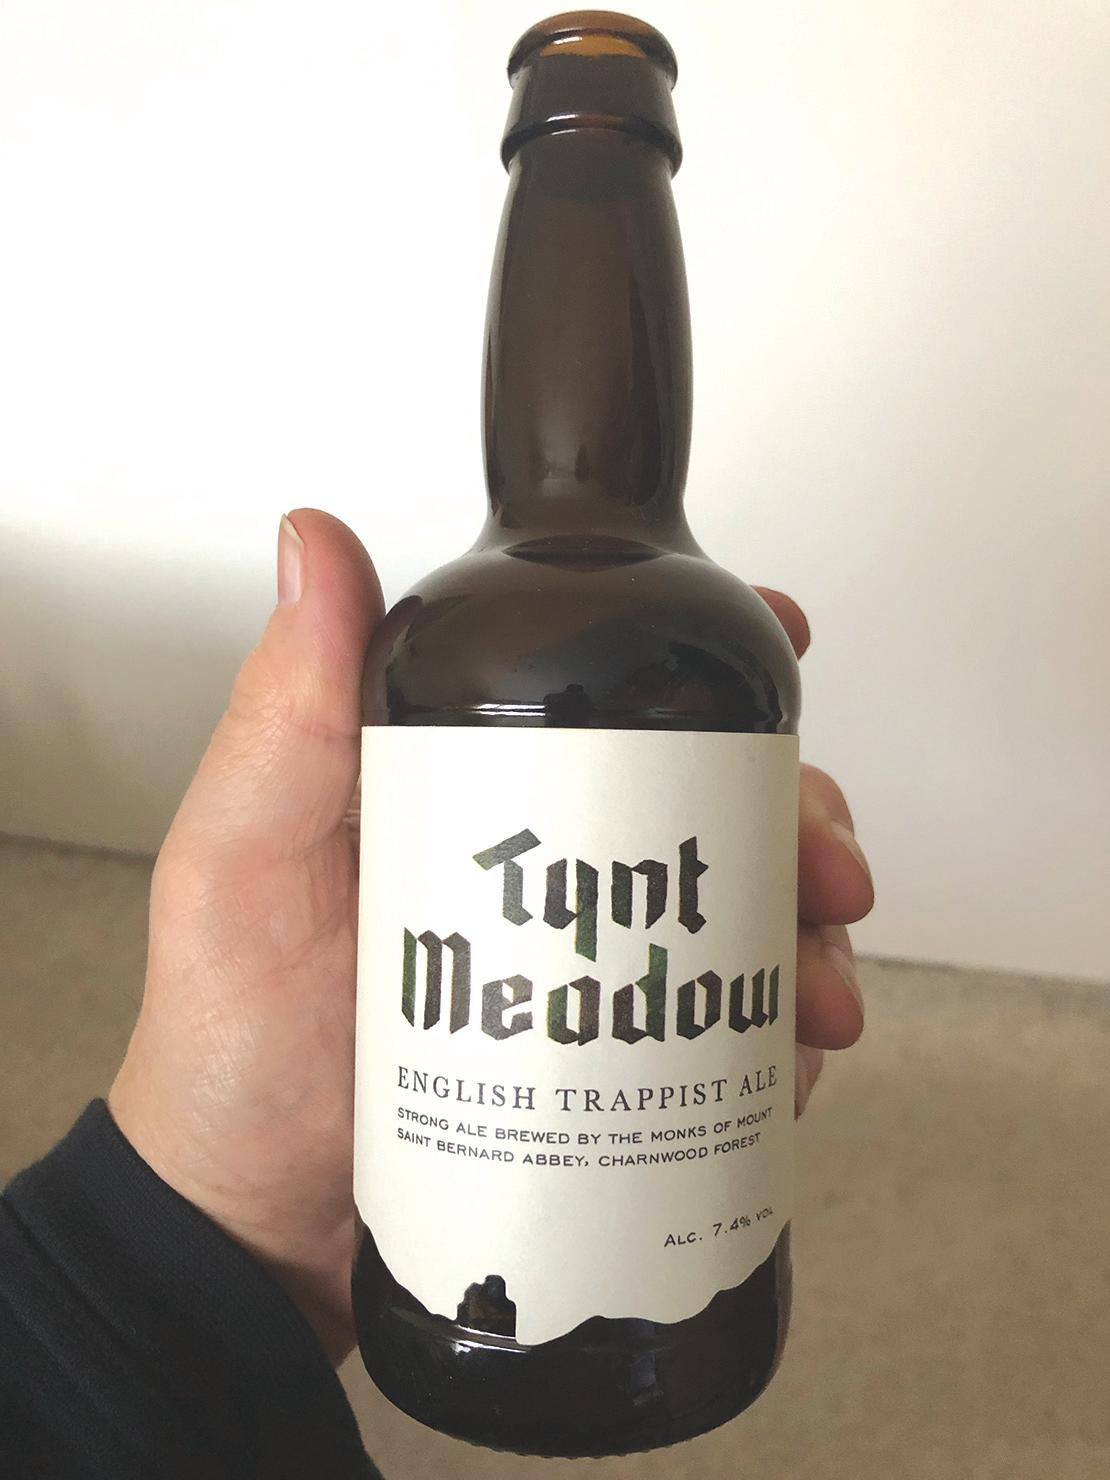 Tynt
Meadow
ENGLISH TRAPPIST ALE
STRONG ALE BREWED BY THE MONKS OF MOUNT
SAINT BERNARD ABBEY, CHARNWOOD FOREST
ALC. 7.4% VOL